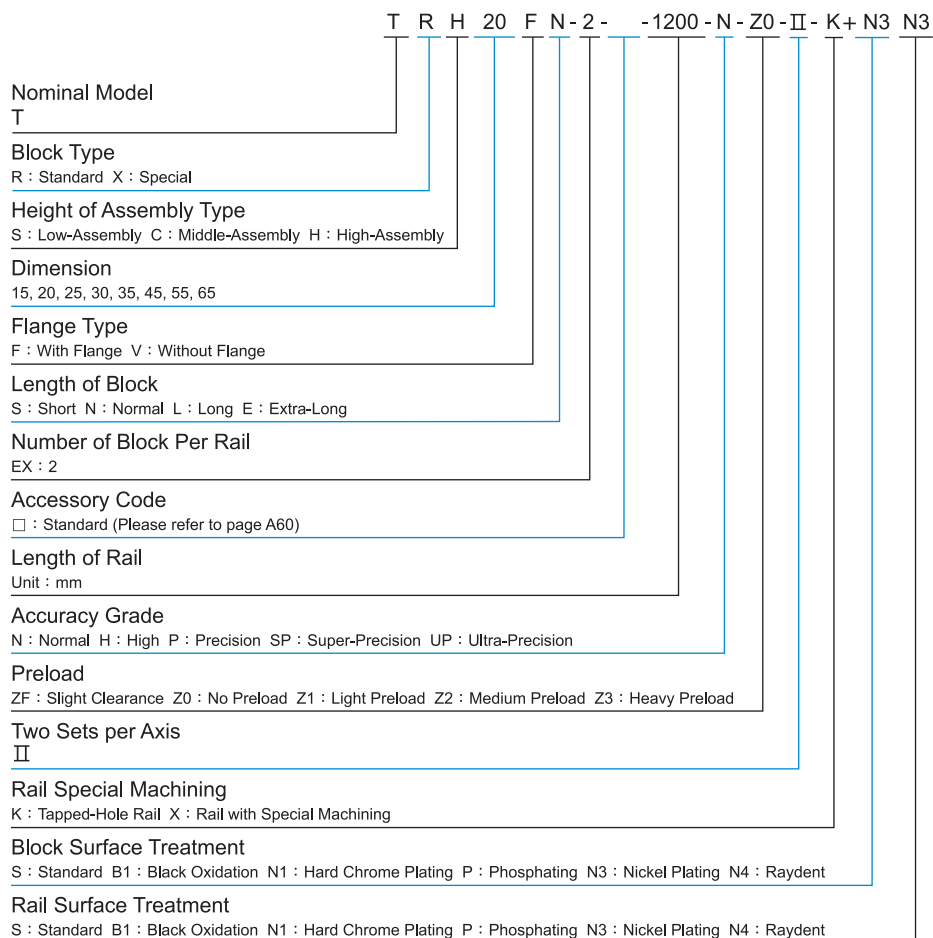 T R H 20 F N - 2 - - 1200 - N - Z0 - Ⅱ - K + N3 N3
Nominal Model
T
Block Type
R：Standard X：Special
Height of Assembly Type
S：Low-Assembly C：Middle-Assembly H：High-Assembly
Dimension
15, 20, 25, 30, 35, 45, 55, 65
Flange Type
F：With Flange V：Without Flange
Length of Block
S：Short N：Normal L：Long E：Extra-Long
Number of Block Per Rail
EX：2
Accessory Code
□：Standard (Please refer to page A60)
Length of Rail
Unit：mm
Accuracy Grade
N：Normal H：High P：Precision SP：Super-Precision UP：Ultra-Precision
Preload
ZF：Slight Clearance Z0：No Preload Z1：Light Preload Z2：Medium Preload Z3：Heavy Preload
Two Sets per Axis
Ⅱ
Rail Special Machining
K：Tapped-Hole Rail X：Rail with Special Machining
Block Surface Treatment
S：Standard B1：Black Oxidation N1：Hard Chrome Plating P：Phosphating N3：Nickel Plating N4：Raydent
Rail Surface Treatment
S：Standard B1：Black Oxidation N1：Hard Chrome Plating P：Phosphating N3：Nickel Plating N4：Raydent